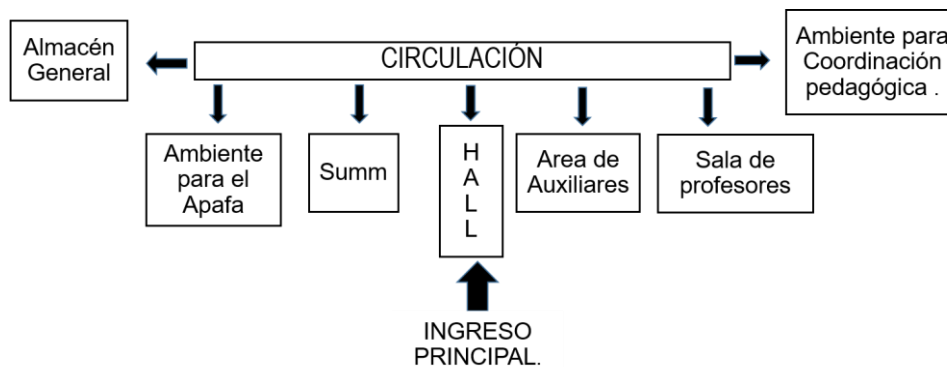 Almacén
General
CIRCULACIÓN
Ambiente para
Coordinación
pedagógica .
Ambiente
para el
Apafa
Summ
H
A
L
L
Area de
Auxiliares
Sala de
profesores
INGRESO
PRINCIPAL.